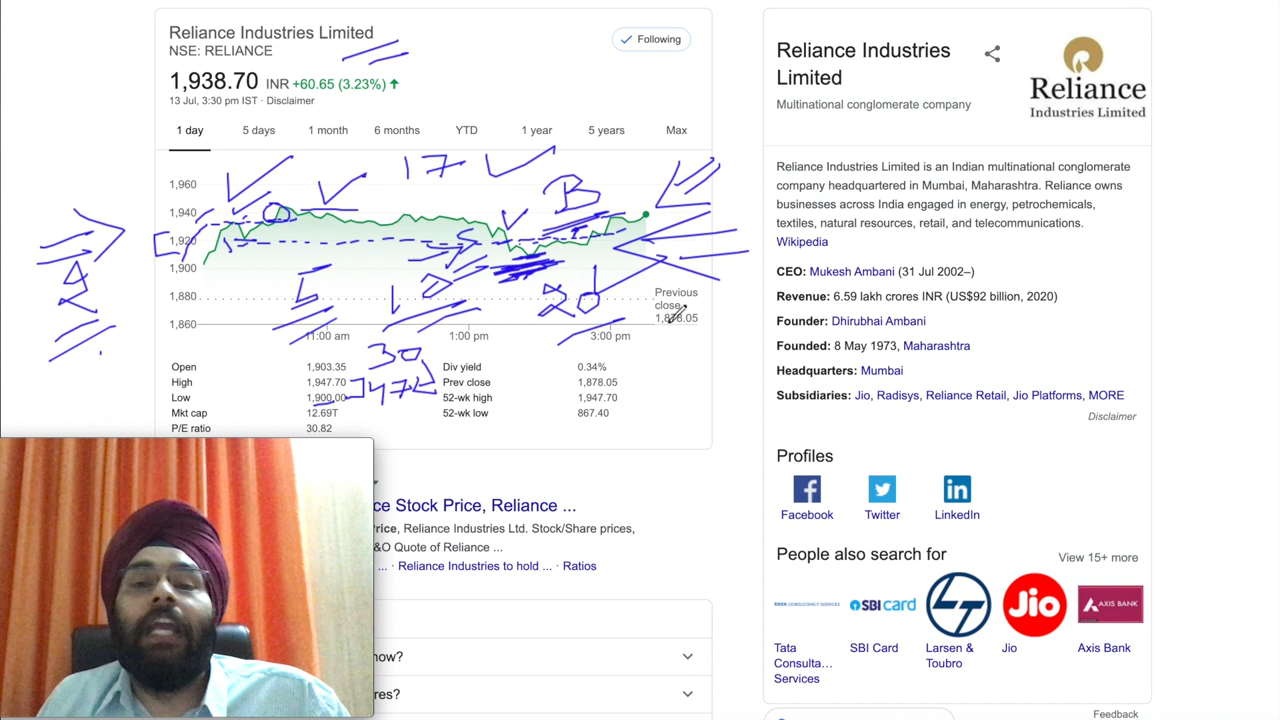 Reliance Industries Limited
NSE: RELIANCE
Following
1,938.70 INR +60.65 (3.23%)
13 Jul, 3:30 pm IST · Disclaimer
1 day 5 days 1 month 6 months YTD 1 year 5 years Max
17
1,960
B
1,940
1,920
1,900
1,880
Previous
close
1,878.05
1,860
11:00 am 1:00 pm 3:00 pm
30
Open 1,903.35 Div yield 0.34%
High 1,947.70 Prev close 1,878.05
Low 1,900.00 52-wk high 1,947.70
Mkt cap 12.69T 52-wk low 867.40
P/E ratio 30.82
ce Stock Price, Reliance ...
Price, Reliance Industries Ltd. Stock/Share prices,
&O Quote of Reliance ...
... · Reliance Industries to hold ... · Ratios
now?
res?
Reliance Industries
Limited
Multinational conglomerate company
Reliance
Industries Limited
Reliance Industries Limited is an Indian multinational conglomerate
company headquartered in Mumbai, Maharashtra. Reliance owns
businesses across India engaged in energy, petrochemicals,
textiles, natural resources, retail, and telecommunications.
Wikipedia
CEO: Mukesh Ambani (31 Jul 2002–)
Revenue: 6.59 lakh crores INR (US$92 billion, 2020)
Founder: Dhirubhai Ambani
Founded: 8 May 1973, Maharashtra
Headquarters: Mumbai
Subsidiaries: Jio, Radisys, Reliance Retail, Jio Platforms, MORE
Disclaimer
Profiles
Facebook Twitter LinkedIn
People also search for View 15+ more
TATA CONSULTANCY SERVICES SBI card LT Jio AXIS BANK
Tata
Consulta...
Services
SBI Card
Larsen &
Toubro
Jio
Axis Bank
Feedback